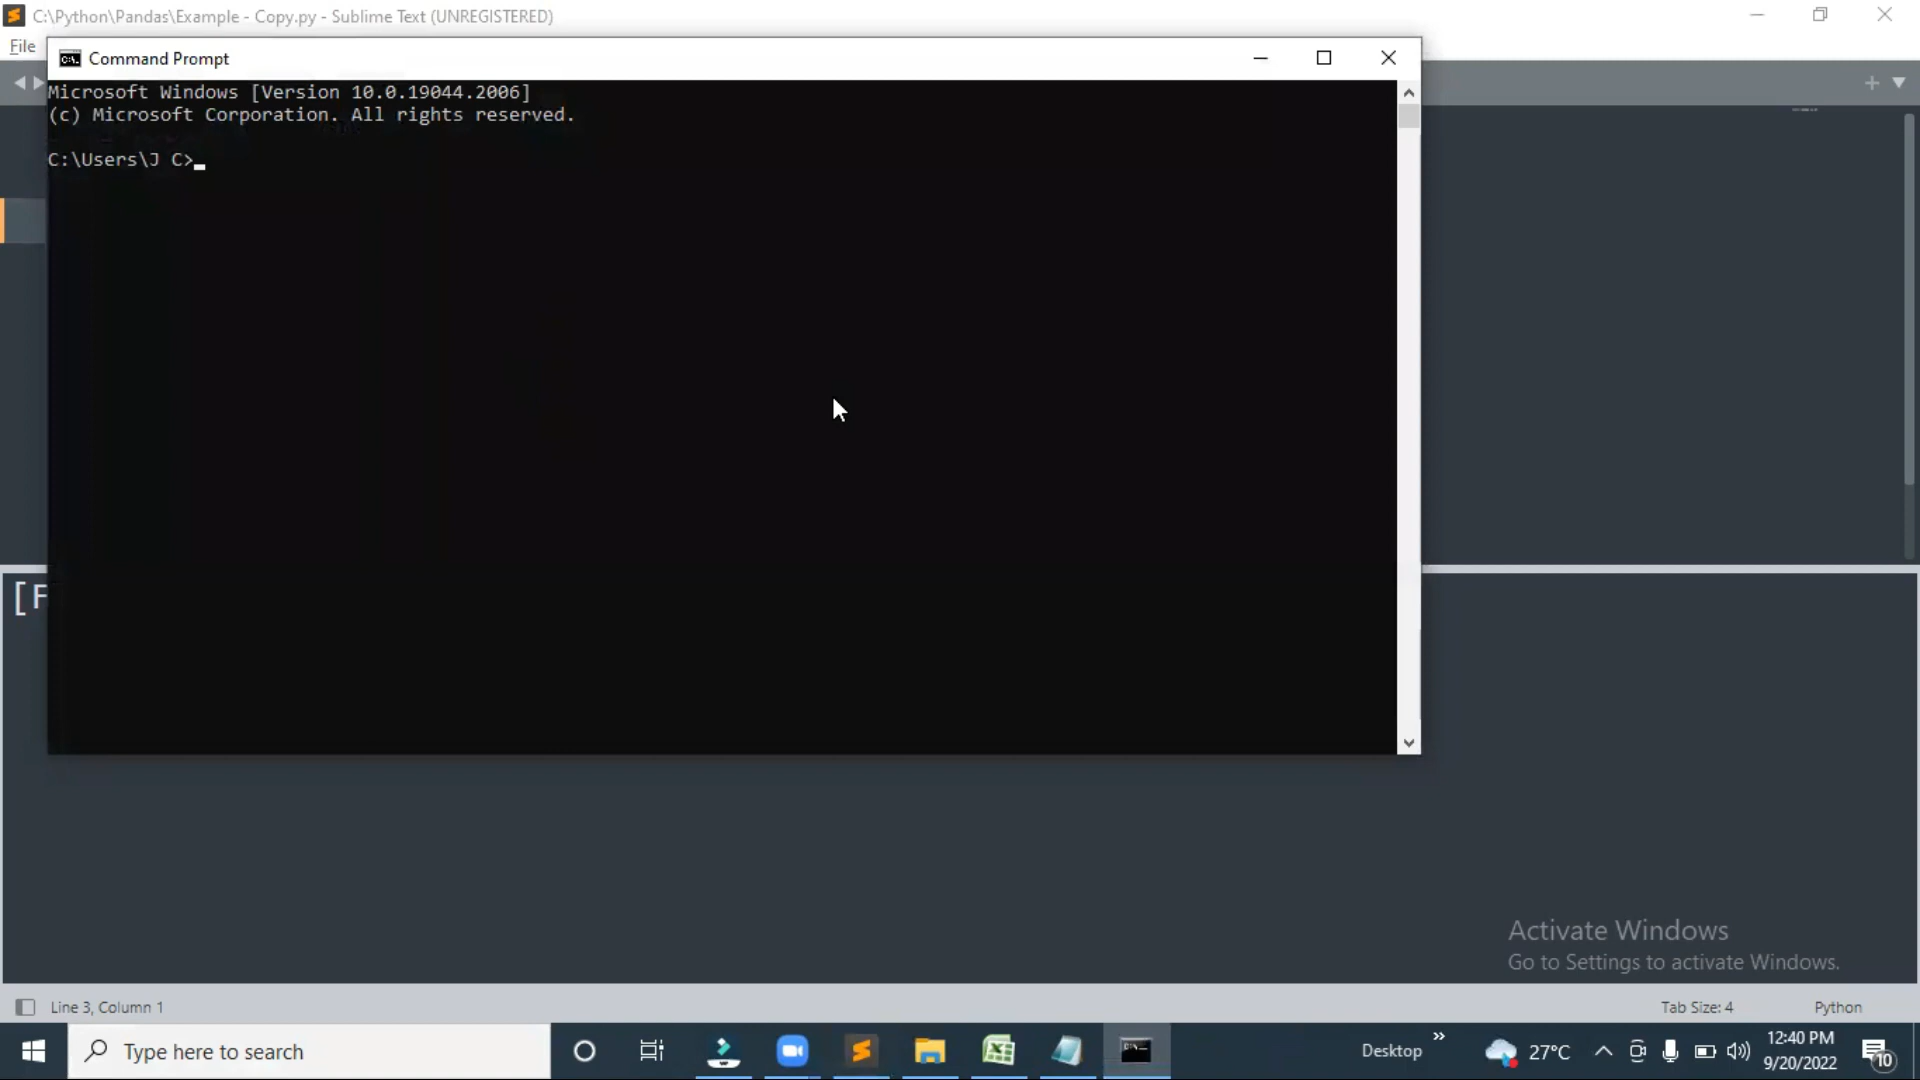 C:\Python\Pandas\Example - Copy.py - Sublime Text (UNREGISTERED)
File
Command Prompt
Microsoft Windows [Version 10.0.19044.2006]
(c) Microsoft Corporation. All rights reserved.
C:\Users\J C>
[F
Activate Windows
Go to Settings to activate Windows.
Line 3, Column 1
Tab Size: 4
Python
Type here to search
Desktop
27°C
12:40 PM
9/20/2022
10